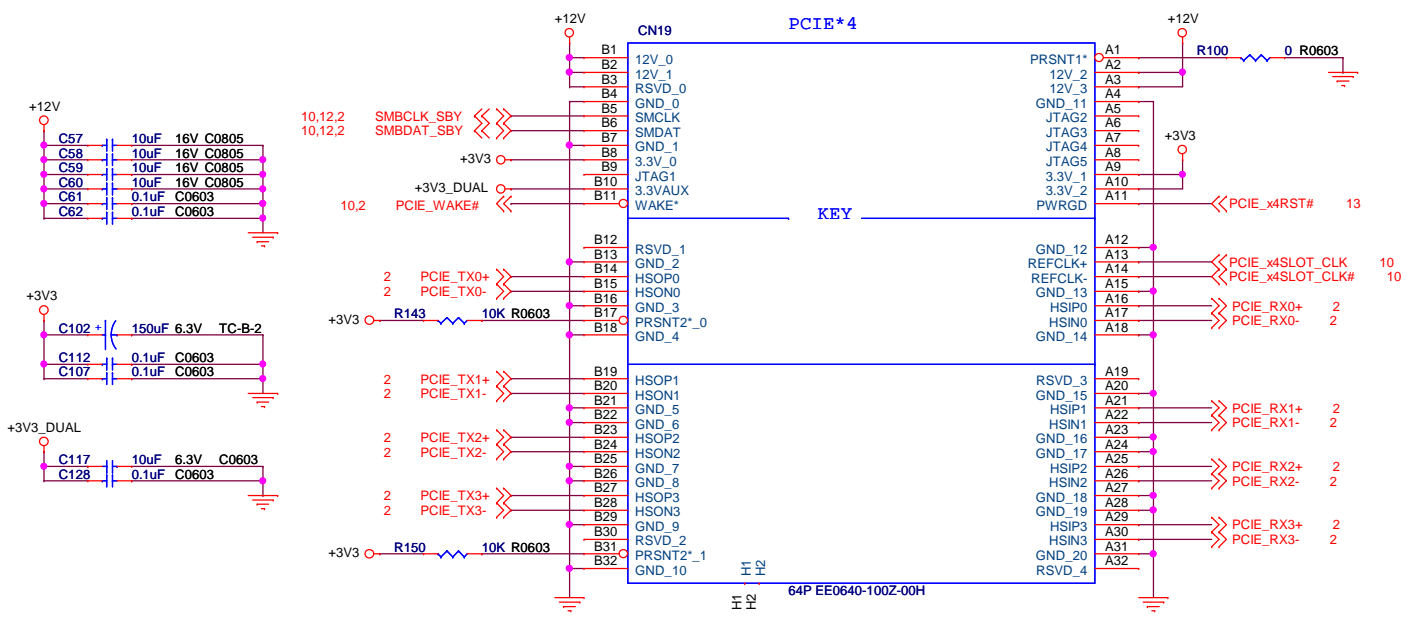 PCIE*4
CN19
+12V
+12V
B1 12V_0
B2 12V_1
B3 RSVD_0
B4 GND_0
10,12,2 SMBCLK_SBY B5 SMCLK
10,12,2 SMBDAT_SBY B6 SMDAT
B7 GND_1
+3V3 B8 3.3V_0
B9 JTAG1
+3V3_DUAL B10 3.3VAUX
10,2 PCIE_WAKE# B11 WAKE*
PRSNT1* A1 R100 0 R0603
12V_2 A2
12V_3 A3
GND_11 A4
JTAG2 A5
JTAG3 A6
JTAG4 A7
JTAG5 A8
+3V3
3.3V_1 A9
3.3V_2 A10
PWRGD A11 PCIE_x4RST# 13
KEY
B12 RSVD_1
B13 GND_2
2 PCIE_TX0+ B14 HSOP0
2 PCIE_TX0- B15 HSON0
B16 GND_3
+3V3 R143 10K R0603 B17 PRSNT2*_0
B18 GND_4
GND_12 A12
REFCLK+ A13 PCIE_x4SLOT_CLK 10
REFCLK- A14 PCIE_x4SLOT_CLK# 10
GND_13 A15
HSIP0 A16 PCIE_RX0+ 2
HSIN0 A17 PCIE_RX0- 2
GND_14 A18
2 PCIE_TX1+ B19 HSOP1
2 PCIE_TX1- B20 HSON1
B21 GND_5
B22 GND_6
2 PCIE_TX2+ B23 HSOP2
2 PCIE_TX2- B24 HSON2
B25 GND_7
B26 GND_8
2 PCIE_TX3+ B27 HSOP3
2 PCIE_TX3- B28 HSON3
B29 GND_9
B30 RSVD_2
+3V3 R150 10K R0603 B31 PRSNT2*_1
B32 GND_10
RSVD_3 A19
GND_15 A20
HSIP1 A21 PCIE_RX1+ 2
HSIN1 A22 PCIE_RX1- 2
GND_16 A23
GND_17 A24
HSIP2 A25 PCIE_RX2+ 2
HSIN2 A26 PCIE_RX2- 2
GND_18 A27
GND_19 A28
HSIP3 A29 PCIE_RX3+ 2
HSIN3 A30 PCIE_RX3- 2
GND_20 A31
RSVD_4 A32
H1
H2
H1
H2
64P EE0640-100Z-00H
+12V
C57 10uF 16V C0805
C58 10uF 16V C0805
C59 10uF 16V C0805
C60 10uF 16V C0805
C61 0.1uF C0603
C62 0.1uF C0603
+3V3
C102 + 150uF 6.3V TC-B-2
C112 0.1uF C0603
C107 0.1uF C0603
+3V3_DUAL
C117 10uF 6.3V C0603
C128 0.1uF C0603